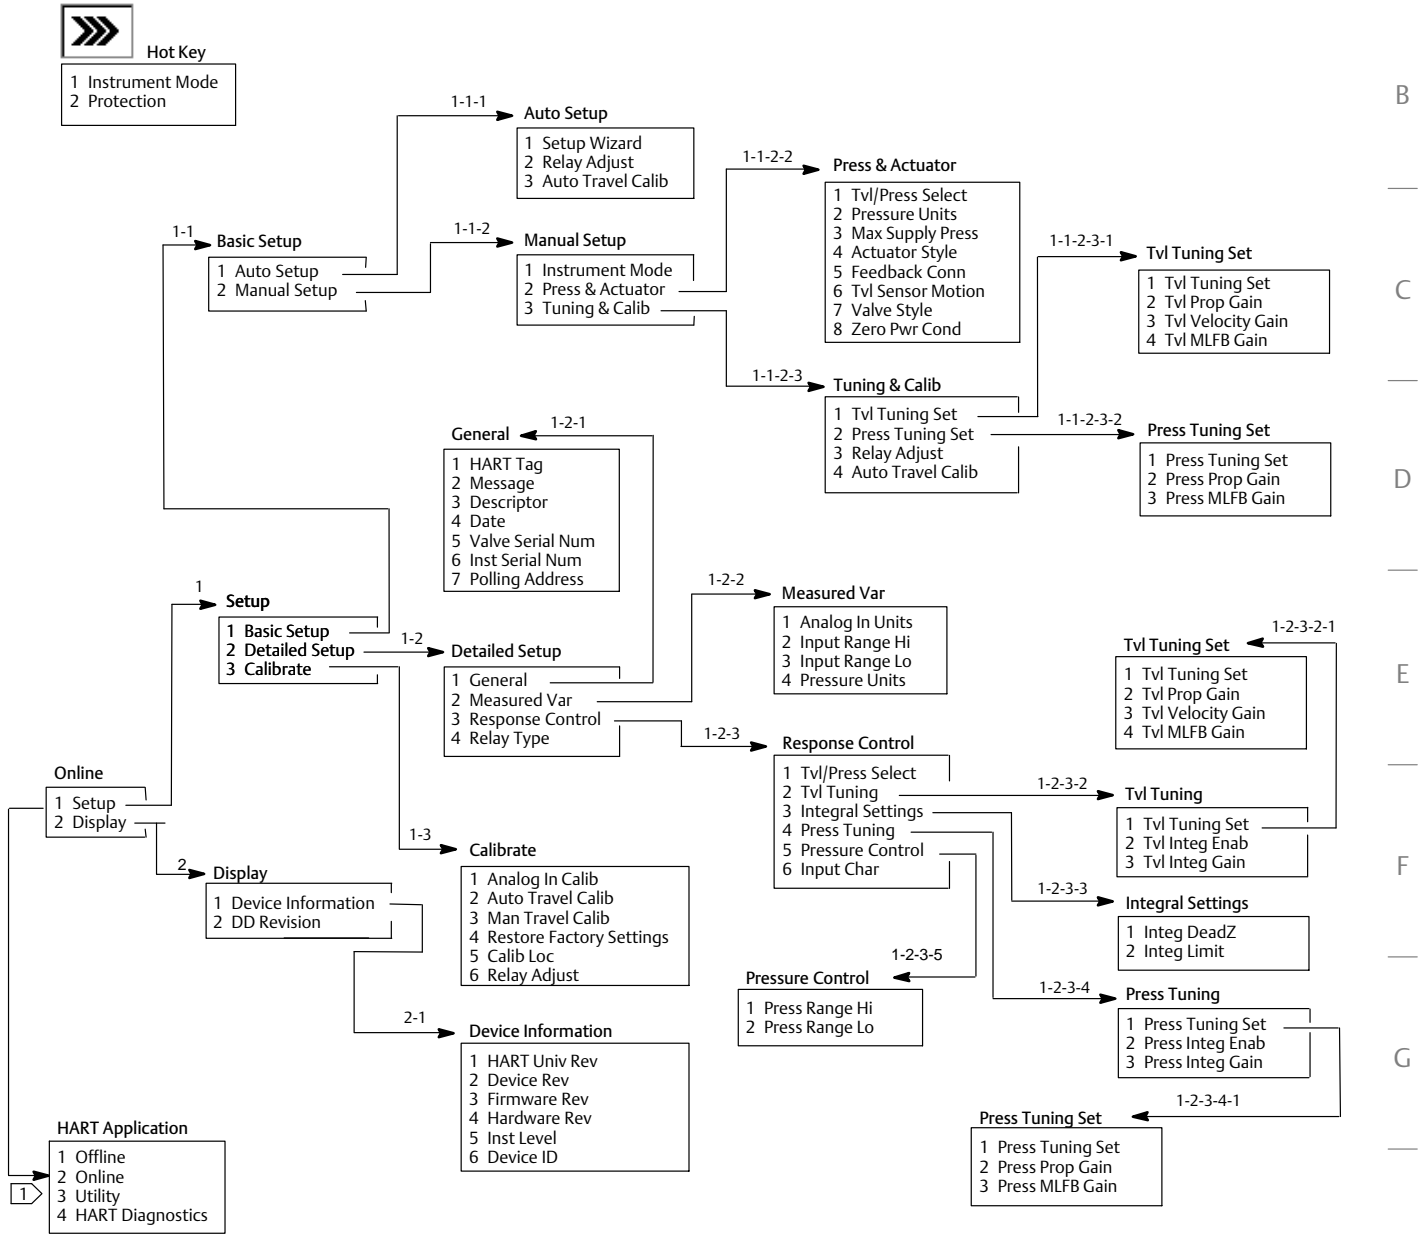 Hot Key
1 Instrument Mode
2 Protection
B
1-1-1
Auto Setup
1 Setup Wizard
2 Relay Adjust
3 Auto Travel Calib
1-1-2-2
Press & Actuator
1 Tvl/Press Select
2 Pressure Units
3 Max Supply Press
4 Actuator Style
5 Feedback Conn
6 Tvl Sensor Motion
7 Valve Style
8 Zero Pwr Cond
1-1
Basic Setup
1 Auto Setup
2 Manual Setup
1-1-2
Manual Setup
1 Instrument Mode
2 Press & Actuator
3 Tuning & Calib
1-1-2-3-1
Tvl Tuning Set
1 Tvl Tuning Set
2 Tvl Prop Gain
3 Tvl Velocity Gain
4 Tvl MLFB Gain
C
1-1-2-3
Tuning & Calib
1 Tvl Tuning Set
2 Press Tuning Set
3 Relay Adjust
4 Auto Travel Calib
1-1-2-3-2
Press Tuning Set
1 Press Tuning Set
2 Press Prop Gain
3 Press MLFB Gain
D
1-2-1
General
1 HART Tag
2 Message
3 Descriptor
4 Date
5 Valve Serial Num
6 Inst Serial Num
7 Polling Address
1
Setup
1 Basic Setup
2 Detailed Setup
3 Calibrate
1-2
Detailed Setup
1 General
2 Measured Var
3 Response Control
4 Relay Type
1-2-2
Measured Var
1 Analog In Units
2 Input Range Hi
3 Input Range Lo
4 Pressure Units
1-2-3-2-1
Tvl Tuning Set
1 Tvl Tuning Set
2 Tvl Prop Gain
3 Tvl Velocity Gain
4 Tvl MLFB Gain
E
1-2-3
Response Control
1 Tvl/Press Select
2 Tvl Tuning
3 Integral Settings
4 Press Tuning
5 Pressure Control
6 Input Char
1-2-3-2
Tvl Tuning
1 Tvl Tuning Set
2 Tvl Integ Enab
3 Tvl Integ Gain
F
Online
1 Setup
2 Display
1-3
Calibrate
1 Analog In Calib
2 Auto Travel Calib
3 Man Travel Calib
4 Restore Factory Settings
5 Calib Loc
6 Relay Adjust
2
Display
1 Device Information
2 DD Revision
1-2-3-3
Integral Settings
1 Integ DeadZ
2 Integ Limit
1-2-3-5
Pressure Control
1 Press Range Hi
2 Press Range Lo
1-2-3-4
Press Tuning
1 Press Tuning Set
2 Press Integ Enab
3 Press Integ Gain
G
2-1
Device Information
1 HART Univ Rev
2 Device Rev
3 Firmware Rev
4 Hardware Rev
5 Inst Level
6 Device ID
1-2-3-4-1
Press Tuning Set
1 Press Tuning Set
2 Press Prop Gain
3 Press MLFB Gain
HART Application
1 Offline
2 Online
3 Utility
4 HART Diagnostics
1